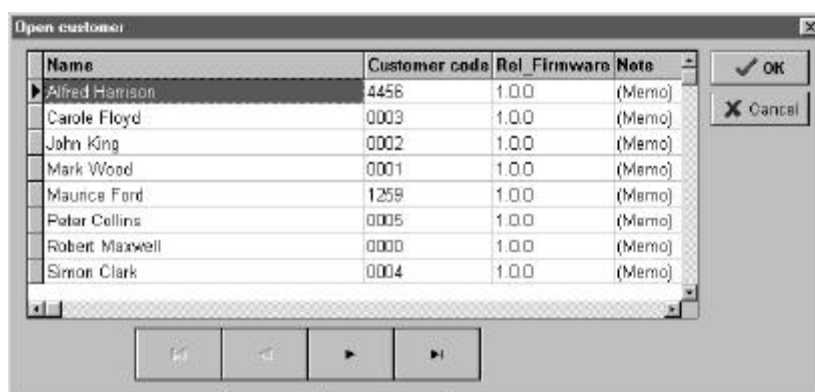 Open customer
Name Customer code Rel_Firmware Note
Alfred Harrison 4456 1.0.0 (Memo)
Carole Floyd 0003 1.0.0 (Memo)
John King 0002 1.0.0 (Memo)
Mark Wood 0001 1.0.0 (Memo)
Maurice Ford 1259 1.0.0 (Memo)
Peter Collins 0005 1.0.0 (Memo)
Robert Maxwell 0000 1.0.0 (Memo)
Simon Clark 0004 1.0.0 (Memo)
OK
Cancel